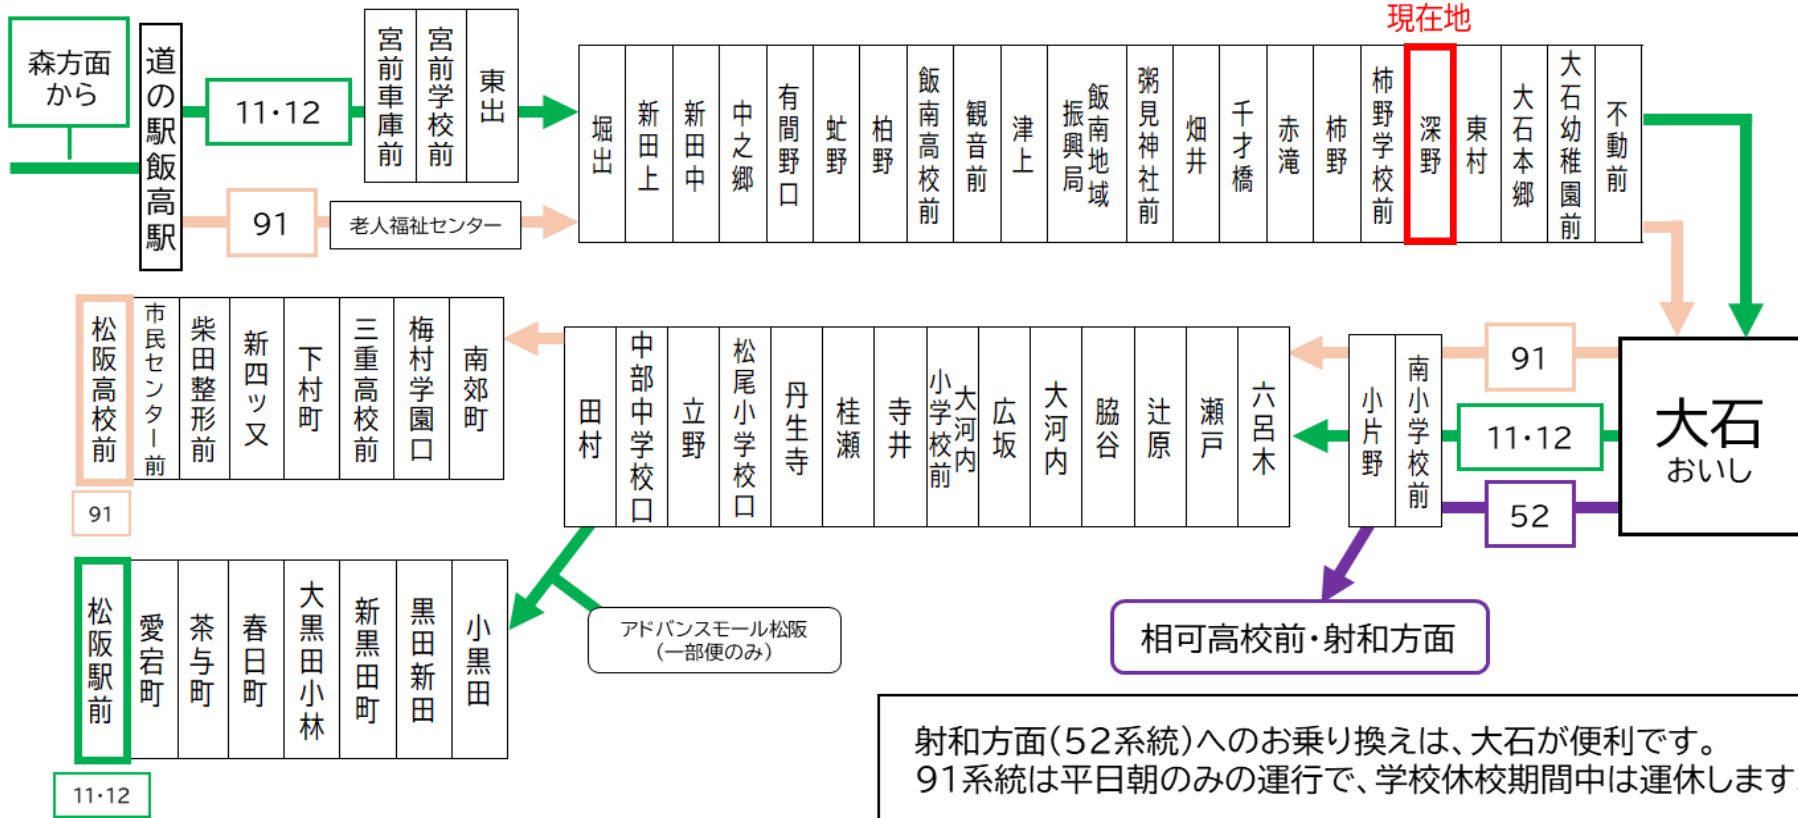 現在地
森方面
から
道の駅飯高駅
11・12
宮前車庫前
宮前学校前
東出
91
老人福祉センター
堀出
新田上
新田中
中之郷
有間野口
虻野
柏野
飯南高校前
観音前
津上
飯南地域
振興局
粥見神社前
畑井
千才橋
赤滝
柿野
柿野学校前
深野
東村
大石本郷
大石幼稚園前
不動前
大石
おいし
91
11・12
52
南小学校前
小片野
相可高校前・射和方面
六呂木
瀬戸
辻原
脇谷
大河内
広坂
大河内
小学校前
寺井
桂瀬
丹生寺
松尾小学校口
立野
中部中学校口
田村
南郊町
梅村学園口
三重高校前
下村町
新四ッ又
柴田整形前
市民センター前
松阪高校前
91
アドバンスモール松阪
（一部便のみ）
小黒田
黒田新田
新黒田町
大黒田小林
春日町
茶与町
愛宕町
松阪駅前
11・12
射和方面（５２系統）へのお乗り換えは、大石が便利です。
９１系統は平日朝のみの運行で、学校休校期間中は運休します。